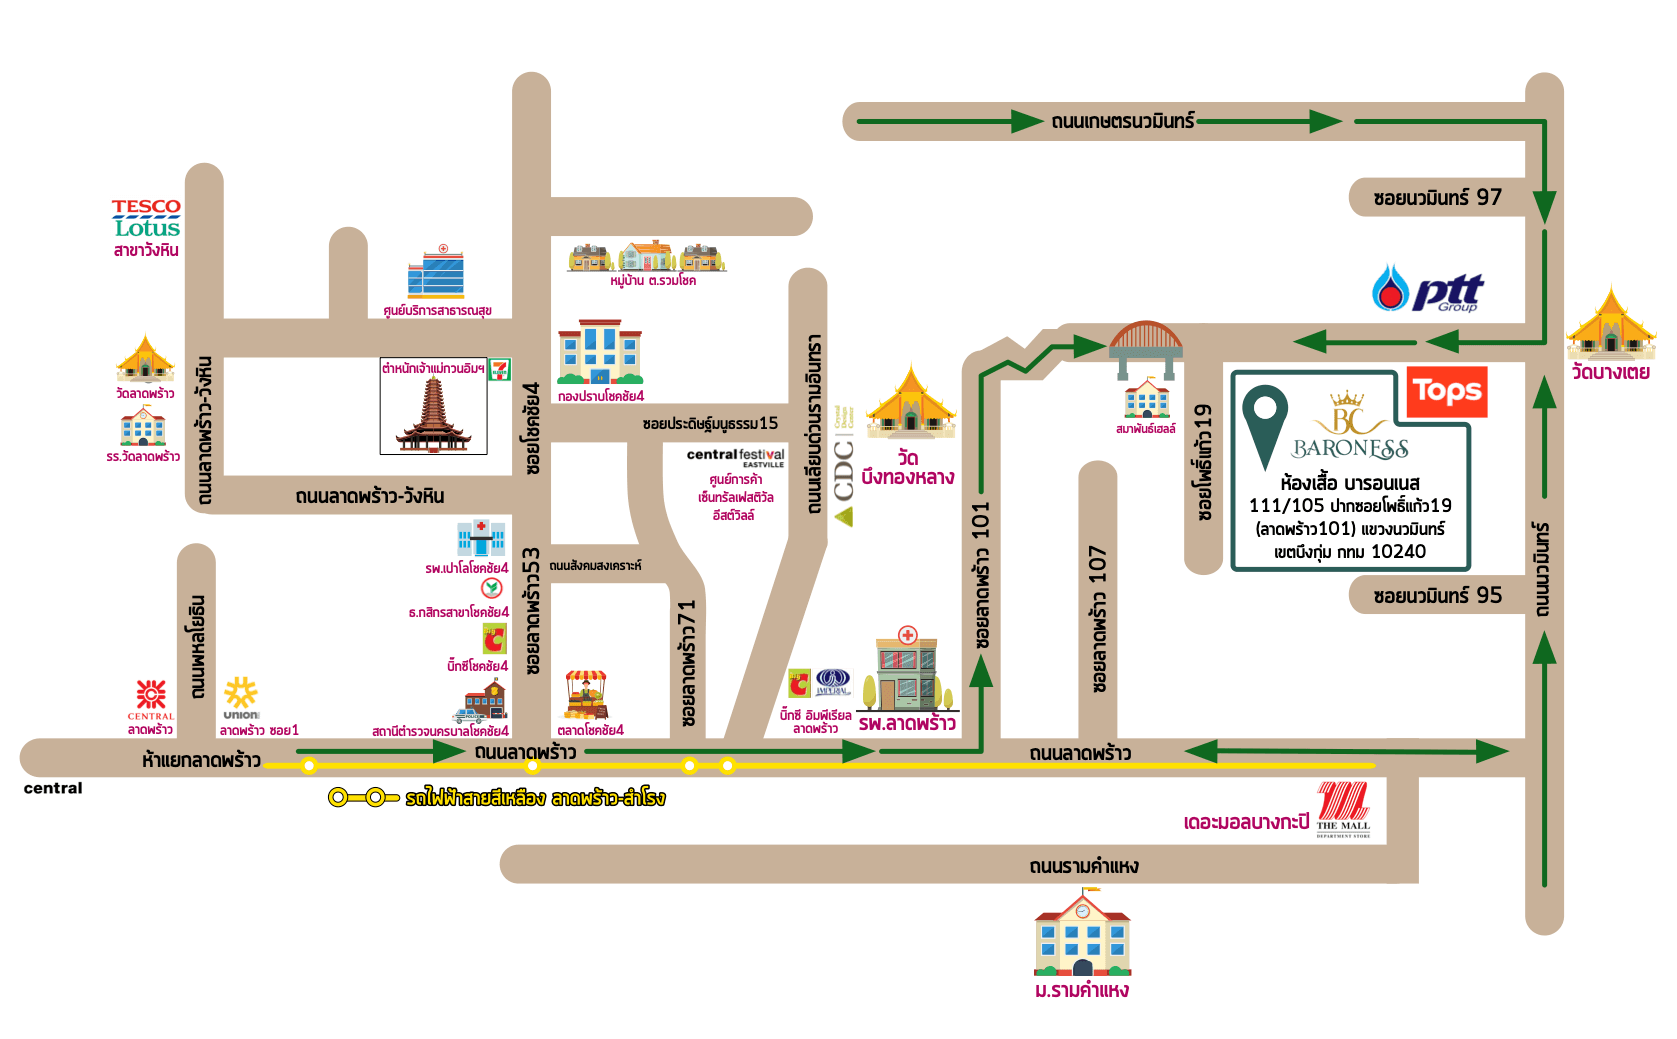 ถนนเกษตรนวมินทร์
ซอยนวมินทร์ 97
TESCO
Lotus
สาขาวังหิน
ศูนย์บริการสาธารณสุข
หมู่บ้าน ต.รวมโชค
ptt
Group
วัดบางเตย
วัดลาดพร้าว
รร.วัดลาดพร้าว
ถนนลาดพร้าว-วังหิน
ตำหนักเจ้าแม่กวนอิมฯ
7
ELEVEN
ซอยโชคชัย4
กองปราบโชคชัย4
ซอยประดิษฐ์มนูธรรม15
centralfestival
EASTVILLE
ศูนย์การค้า
เซ็นทรัลเฟสติวัล
อีสต์วิลล์
ถนนเลียบด่วนรามอินทรา
CDC
Crystal
Design
Center
วัด
บึงทองหลาง
สมาพันธ์เฮลล์
ซอยโพธิ์แก้ว19
Tops
BC
BARONESS
ห้องเสื้อ บารอนเนส
111/105 ปากซอยโพธิ์แก้ว19
(ลาดพร้าว101) แขวงนวมินทร์
เขตบึงกุ่ม กทม 10240
ถนนลาดพร้าว-วังหิน
รพ.เปาโลโชคชัย4
ธ.กสิกรสาขาโชคชัย4
บิ๊กซีโชคชัย4
สถานีตำรวจนครบาลโชคชัย4
ซอยลาดพร้าว53
ถนนสังคมสงเคราะห์
ตลาดโชคชัย4
ซอยลาดพร้าว71
บิ๊กซี อิมพีเรียล
ลาดพร้าว
IMPERIAL
รพ.ลาดพร้าว
ซอยลาดพร้าว 101
ซอยลาดพร้าว 107
ซอยนวมินทร์ 95
ถนนนวมินทร์
ถนนพหลโยธิน
CENTRAL
ลาดพร้าว
UNION
ลาดพร้าว ซอย1
ห้าแยกลาดพร้าว
ถนนลาดพร้าว
ถนนลาดพร้าว
central
รถไฟฟ้าสายสีเหลือง ลาดพร้าว-สำโรง
เดอะมอลบางกะปิ
THE MALL
DEPARTMENT STORE
ถนนรามคำแหง
ม.รามคำแหง